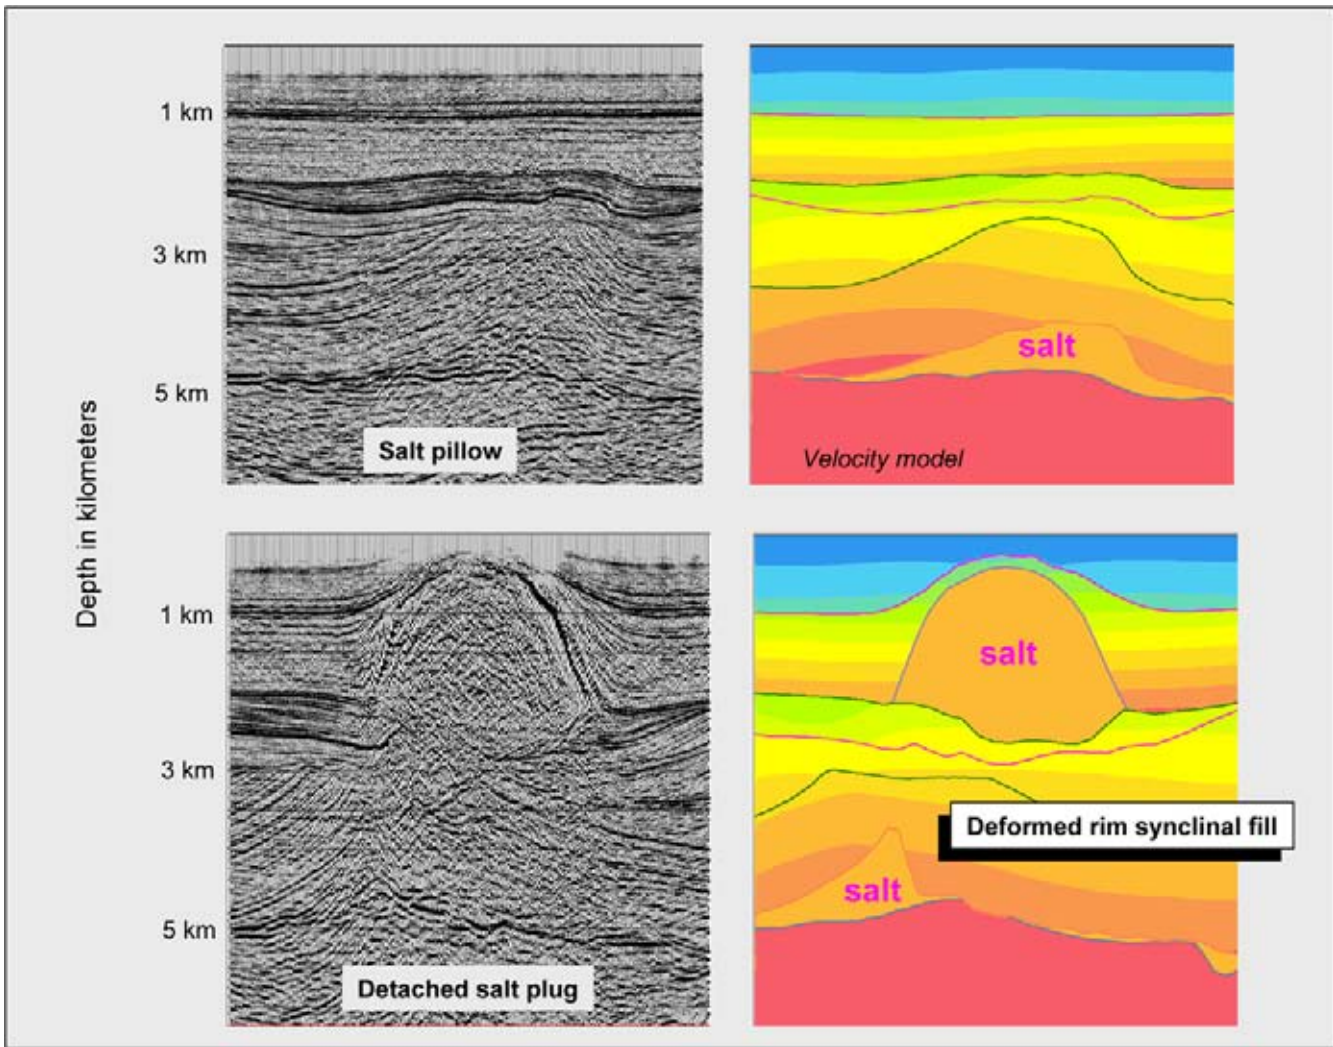 Depth in kilometers
1 km
3 km
5 km
Salt pillow
salt
Velocity model
1 km
3 km
5 km
Detached salt plug
salt
Deformed rim synclinal fill
salt